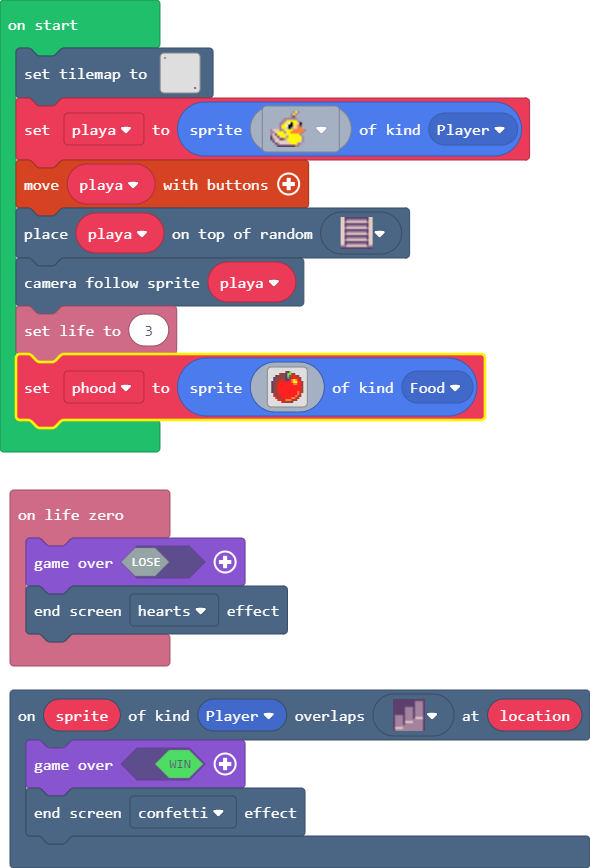 on start
set tilemap to
set playa to sprite of kind Player
move playa with buttons
place playa on top of random
camera follow sprite playa
set life to 3
set phood to sprite of kind Food
on life zero
game over LOSE
end screen hearts effect
on sprite of kind Player overlaps at location
game over WIN
end screen confetti effect